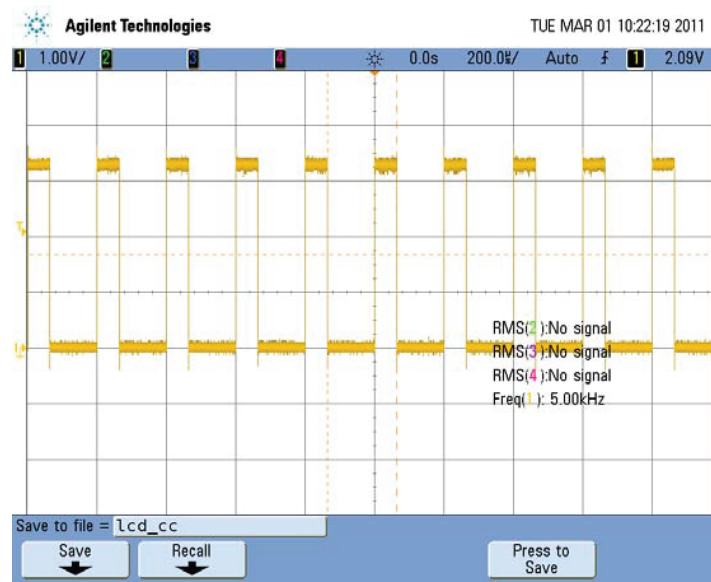 Agilent Technologies TUE MAR 01 10:22:19 2011
1 1.00V/ 2 3 4 0.0s 200.0㎲/ Auto 1 2.09V
T
1
RMS(2):No signal
RMS(3):No signal
RMS(4):No signal
Freq(1): 5.00kHz
Save to file = lcd_cc
Save Recall Press to
Save